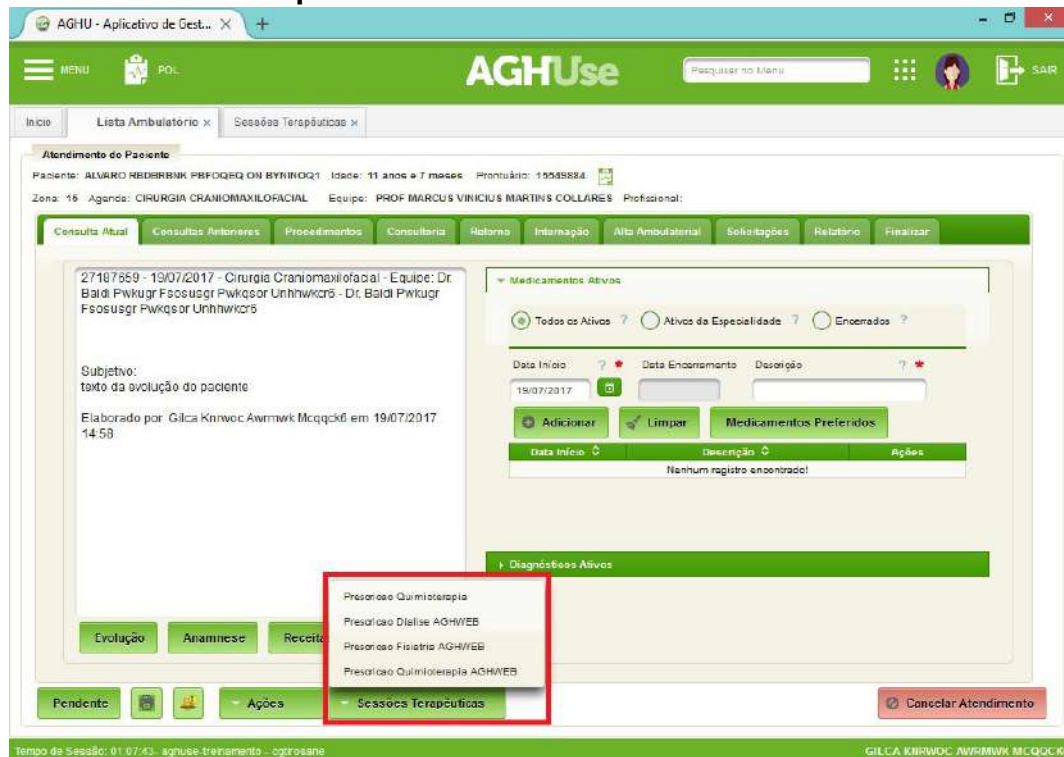 AGHU - Aplicativo de Gest...
MENU POL AGHUse Pesquisar no Menu SAIR
Início Lista Ambulatório Sessões Terapêuticas
Atendimento do Paciente
Paciente: ALVARO RBDBRBNK PBFOQEQ ON BYNINOQ1 Idade: 11 anos e 7 meses Prontuário:
Zona: 15 Agenda: CIRURGIA CRANIOMAXILOFACIAL Equipe: PROF MARCUS VINICIUS MARTINS COLLARES Profissional:
Consulta Atual Consultas Anteriores Procedimentos Consultoria Retorno Internação Alta Ambulatorial Solicitações Relatório Finalizar
27187659 - 19/07/2017 - Cirurgia Craniomaxilofacial - Equipe: Dr.
Baldi Pwkugr Fsosusgr Pwkqsor Unhhwkcr6 - Dr. Baldi Pwkugr
Fsosusgr Pwkqsor Unhhwkcr6
Subjetivo:
texto da evolução do paciente
Elaborado por Gilca Knrwoc Awrmwk Mcqqck6 em 19/07/2017
14:58
Medicamentos Ativos
Todos os Ativos ? Ativos da Especialidade ? Encerrados ?
Data Início ? * Data Encerramento Descrição ? *
19/07/2017
Adicionar Limpar Medicamentos Preferidos
Data Início Descrição Ações
Nenhum registro encontrado!
Diagnósticos Ativos
Prescricao Quimioterapia
Prescricao Dialise AGHWEB
Prescricao Fisiatria AGHWEB
Prescricao Quimioterapia AGHWEB
Evolução Anamnese Receita
Pendente Ações Sessões Terapêuticas Cancelar Atendimento
Tempo de Sessão: 01:07:43- aghuse-treinamento - GILCA KNRWOC AWRMWK MCQQCK6